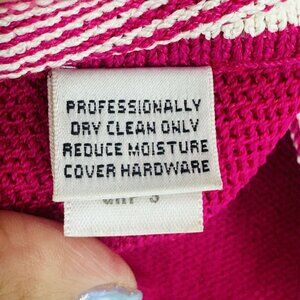 PROFESSIONALLY
DRY CLEAN ONLY
REDUCE MOISTURE
COVER HARDWARE